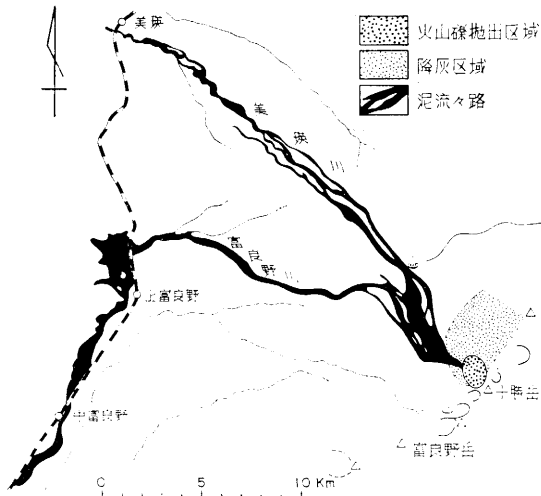 美瑛
火山礫抛出区域
降灰区域
泥流々路
美瑛川
富良野川
上富良野
中富良野
十勝岳
富良野岳
0 5 10 Km